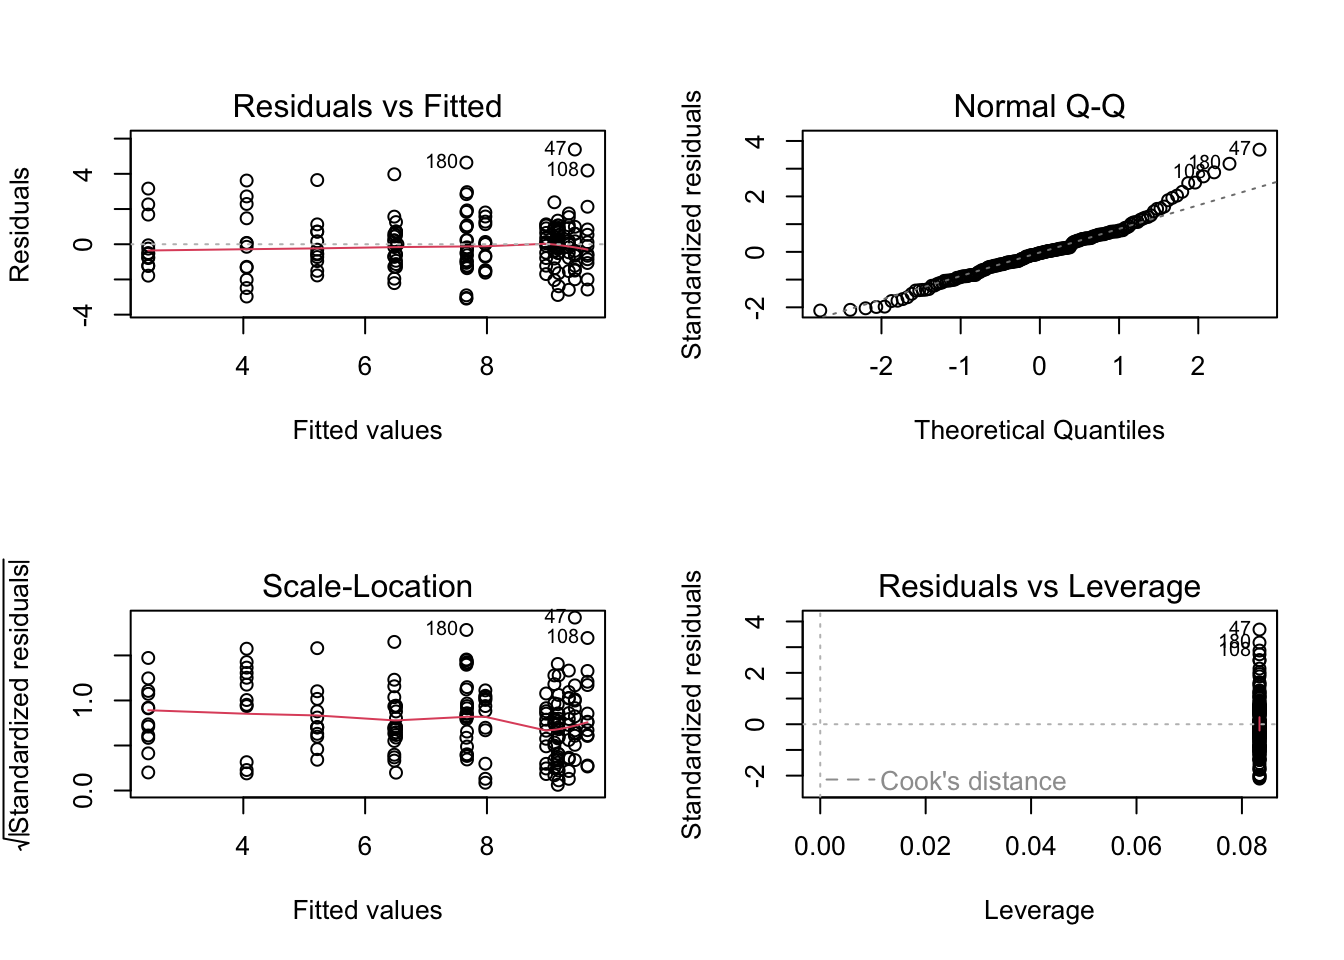 Residuals vs Fitted
Residuals
4
0
-4
180
47
108
4 6 8
Fitted values
Normal Q-Q
Standardized residuals
4
2
0
-2
180
47
108
-2 -1 0 1 2
Theoretical Quantiles
Scale-Location
√|Standardized residuals|
1.0
0.0
180
47
108
4 6 8
Fitted values
Residuals vs Leverage
Standardized residuals
4
2
0
-2
47
180
108
Cook's distance
0.00 0.02 0.04 0.06 0.08
Leverage